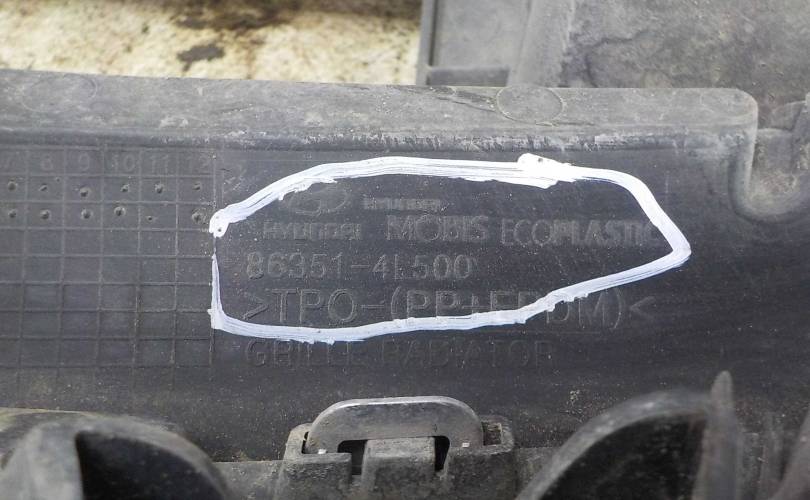 7 8 9 10 11 12
HYUNDAI
HYUNDAI MOBIS ECOPLASTIC
86351-4L500
>TPO-(PP+EPDM)<
GRILLE RADIATOR